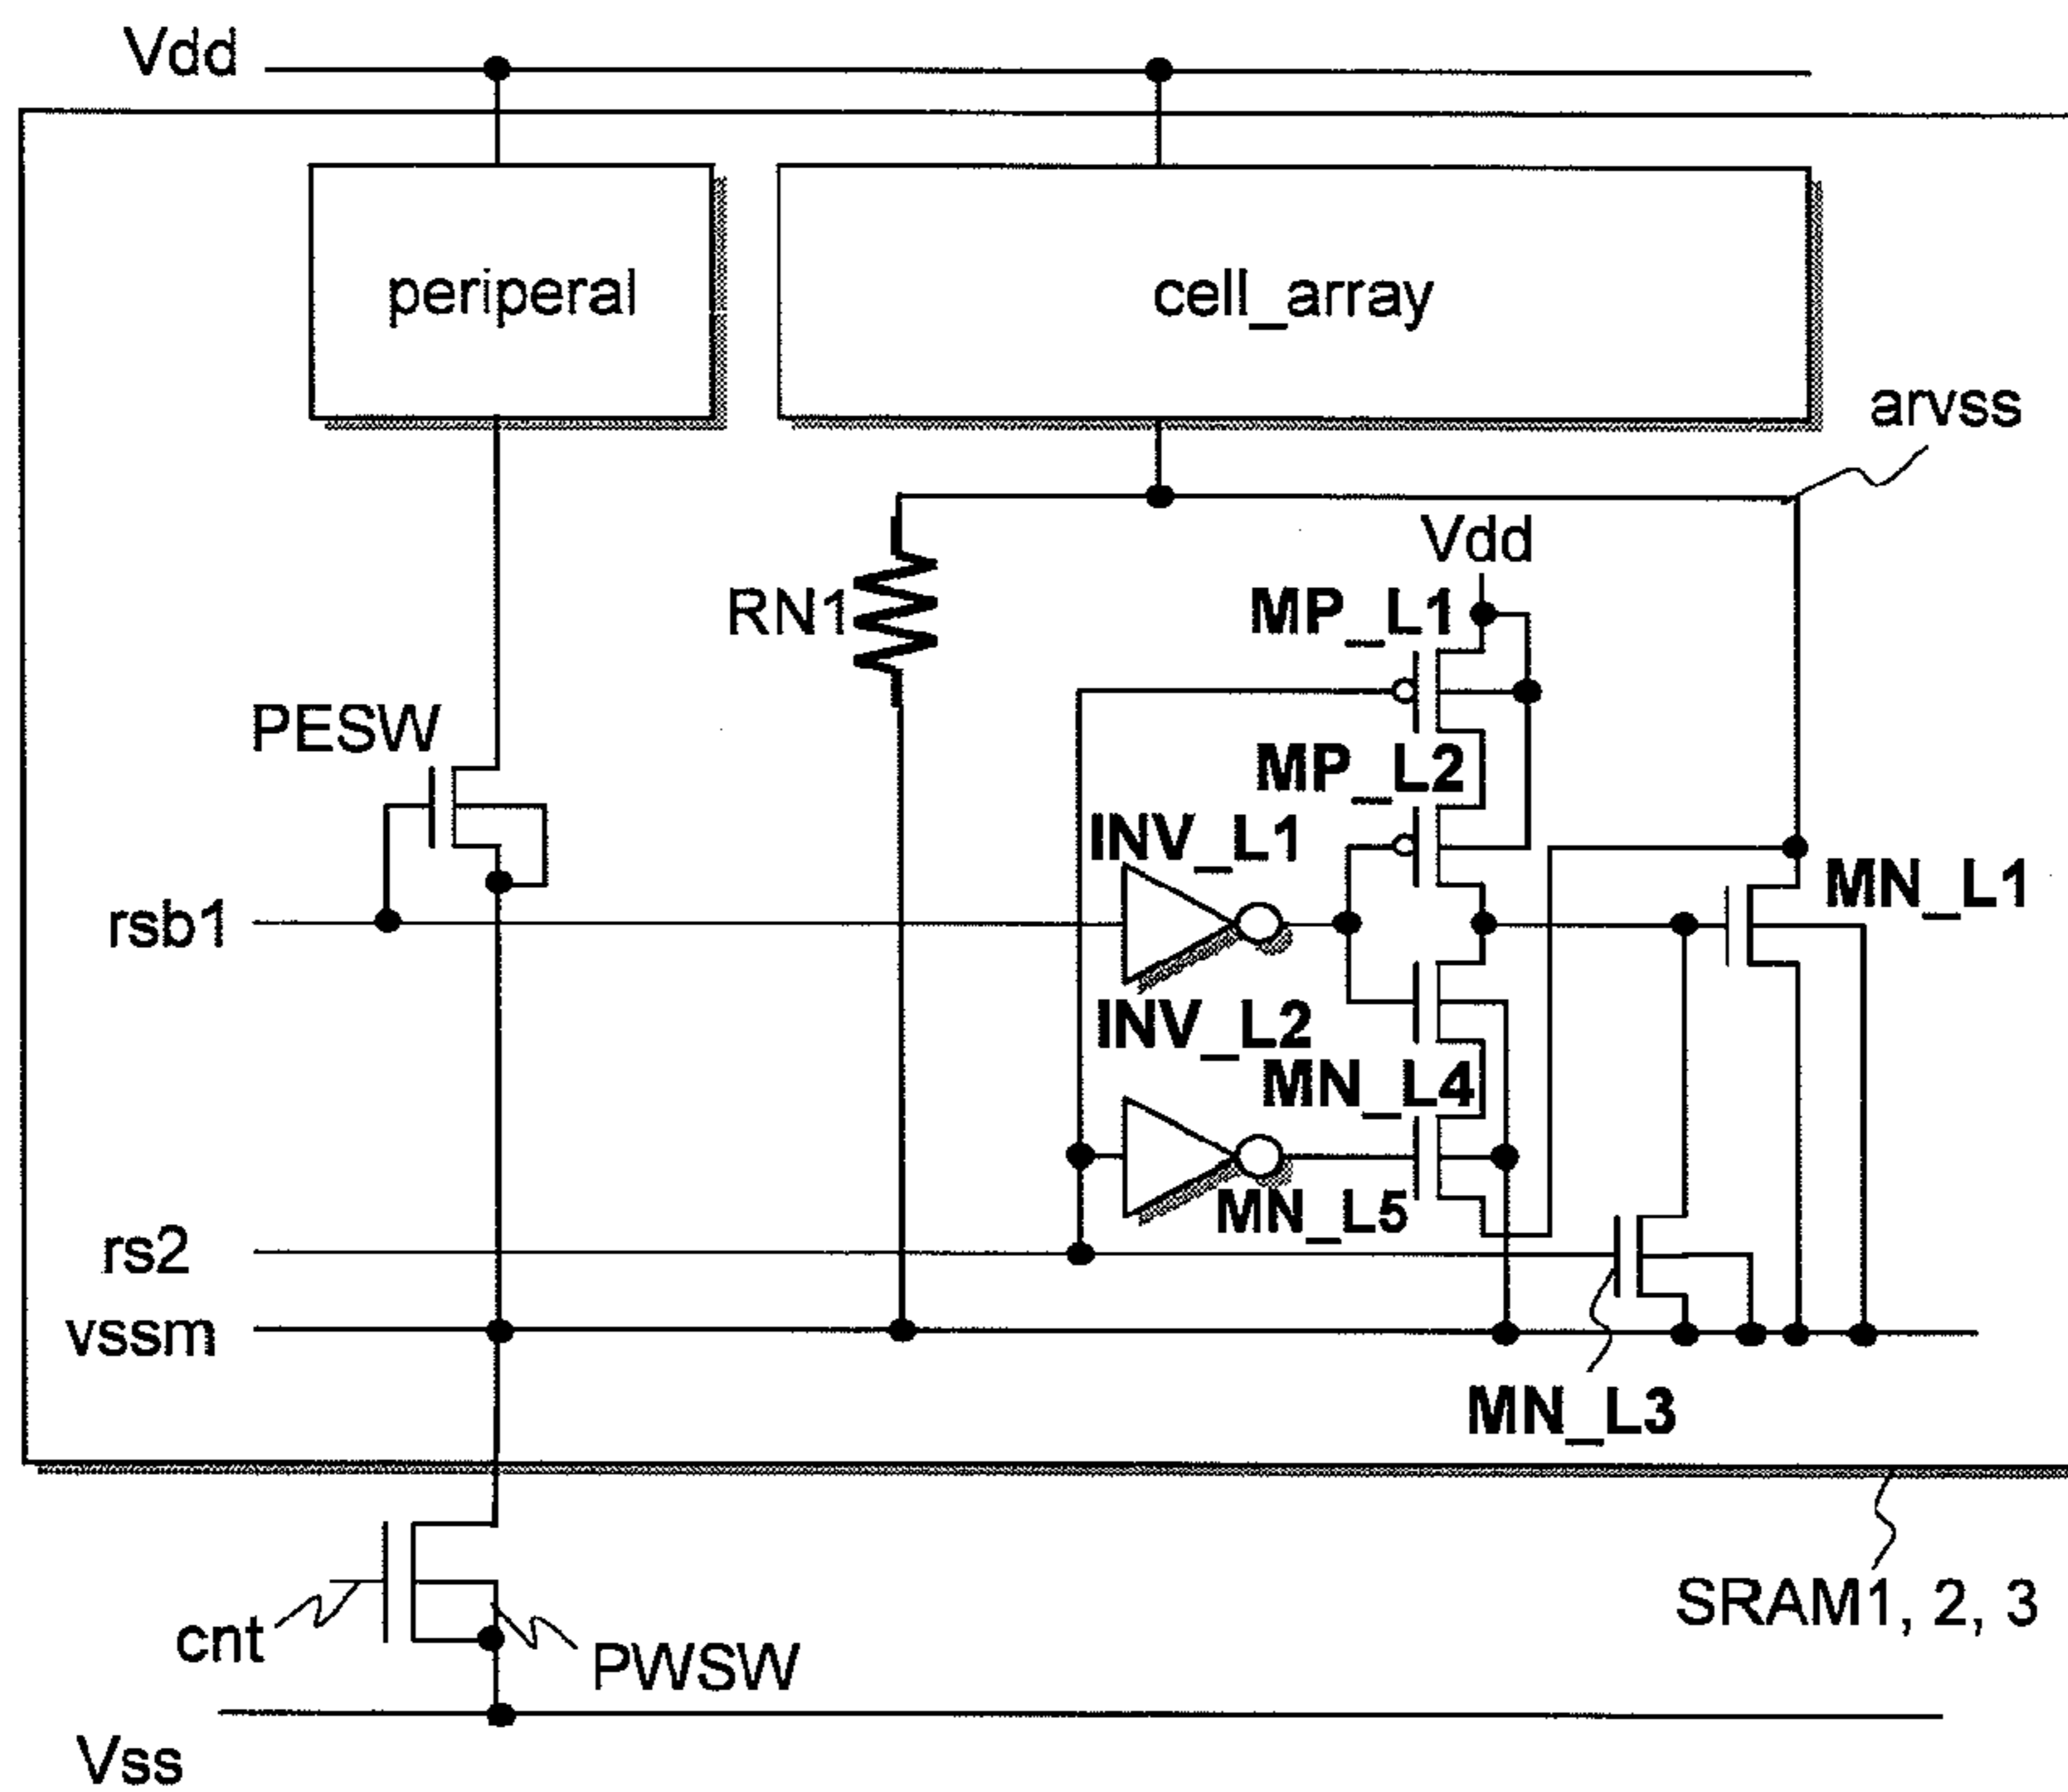 Vdd
periperal
cell_array
arvss
Vdd
RN1
MP_L1
PESW
MP_L2
INV_L1
MN_L1
rsb1
INV_L2
MN_L4
MN_L5
rs2
vssm
MN_L3
SRAM1, 2, 3
cnt
PWSW
Vss